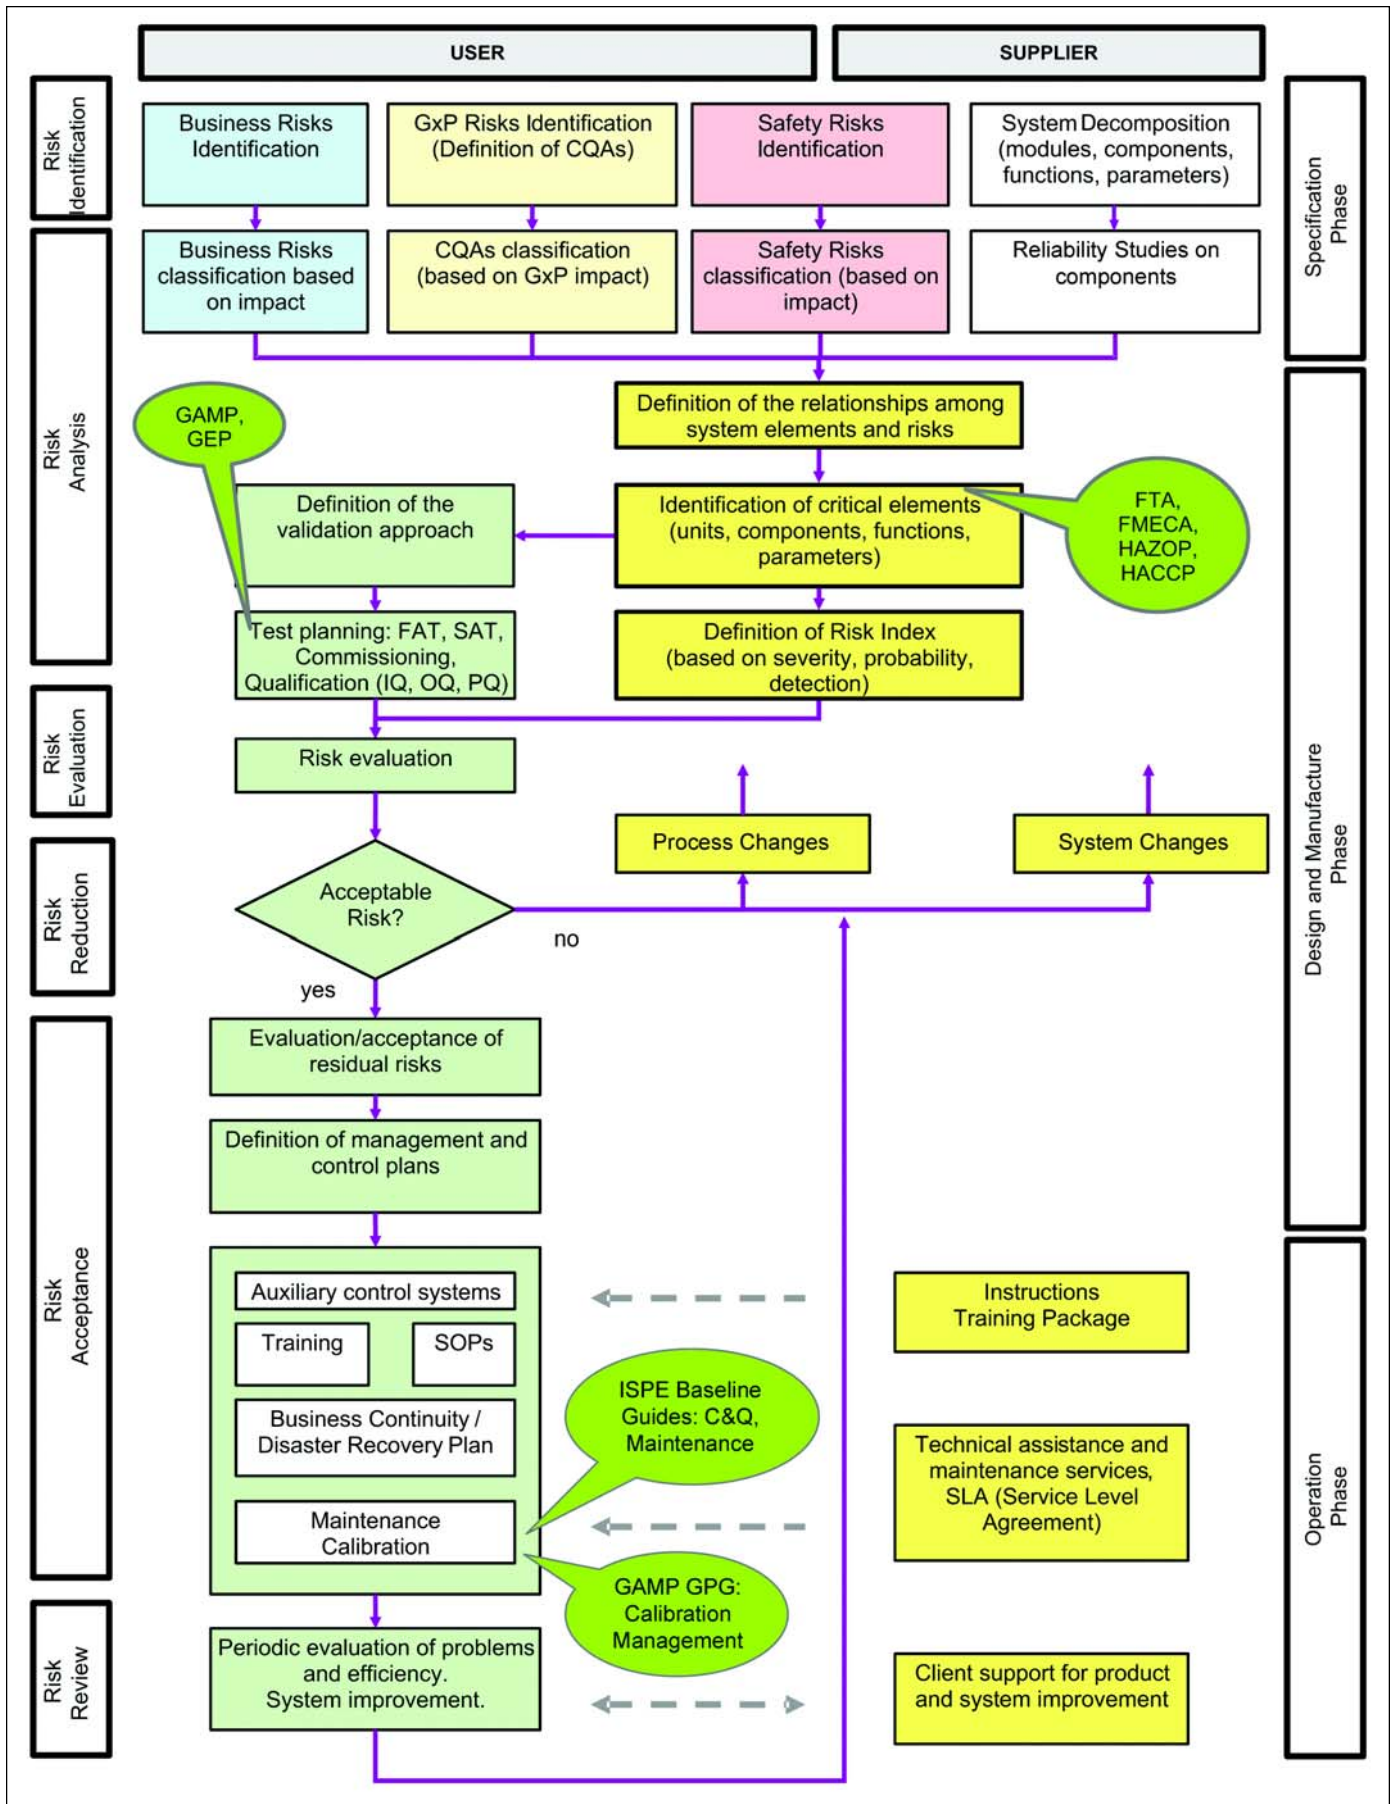 USER
SUPPLIER
Risk
Identification
Business Risks
Identification
GxP Risks Identification
(Definition of CQAs)
Safety Risks
Identification
System Decomposition
(modules, components,
functions, parameters)
Specification
Phase
Business Risks
classification based
on impact
CQAs classification
(based on GxP impact)
Safety Risks
classification (based on
impact)
Reliability Studies on
components
Risk
Analysis
GAMP,
GEP
Definition of the relationships among
system elements and risks
Definition of the
validation approach
Identification of critical elements
(units, components, functions,
parameters)
FTA,
FMECA,
HAZOP,
HACCP
Test planning: FAT, SAT,
Commissioning,
Qualification (IQ, OQ, PQ)
Definition of Risk Index
(based on severity, probability,
detection)
Risk
Evaluation
Risk evaluation
Design and Manufacture
Phase
Process Changes
System Changes
Risk
Reduction
Acceptable
Risk?
no
yes
Evaluation/acceptance of
residual risks
Definition of management and
control plans
Risk
Acceptance
Auxiliary control systems
Training
SOPs
Business Continuity /
Disaster Recovery Plan
Maintenance
Calibration
Instructions
Training Package
ISPE Baseline
Guides: C&Q,
Maintenance
Technical assistance and
maintenance services,
SLA (Service Level
Agreement)
Operation
Phase
GAMP GPG:
Calibration
Management
Risk
Review
Periodic evaluation of problems
and efficiency.
System improvement.
Client support for product
and system improvement